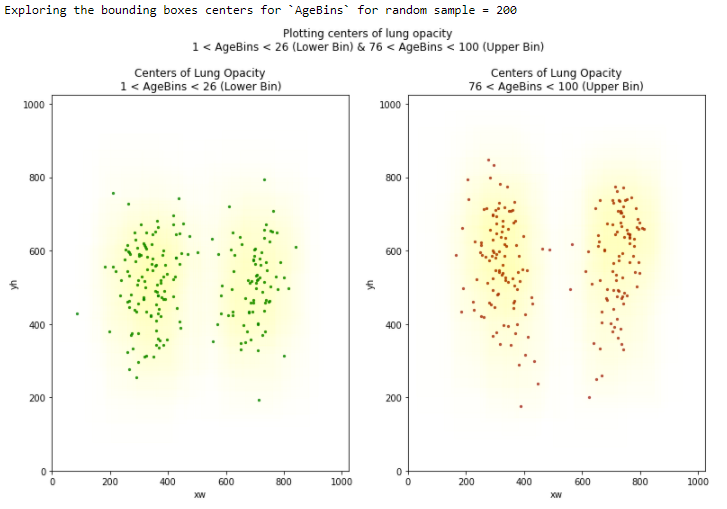 Exploring the bounding boxes centers for `AgeBins` for random sample = 200
Plotting centers of lung opacity
1 < AgeBins < 26 (Lower Bin) & 76 < AgeBins < 100 (Upper Bin)
Centers of Lung Opacity
1 < AgeBins < 26 (Lower Bin)
1000
800
600
400
200
0
yh
0 200 400 600 800 1000
xw
Centers of Lung Opacity
76 < AgeBins < 100 (Upper Bin)
1000
800
600
400
200
0
yh
0 200 400 600 800 1000
xw